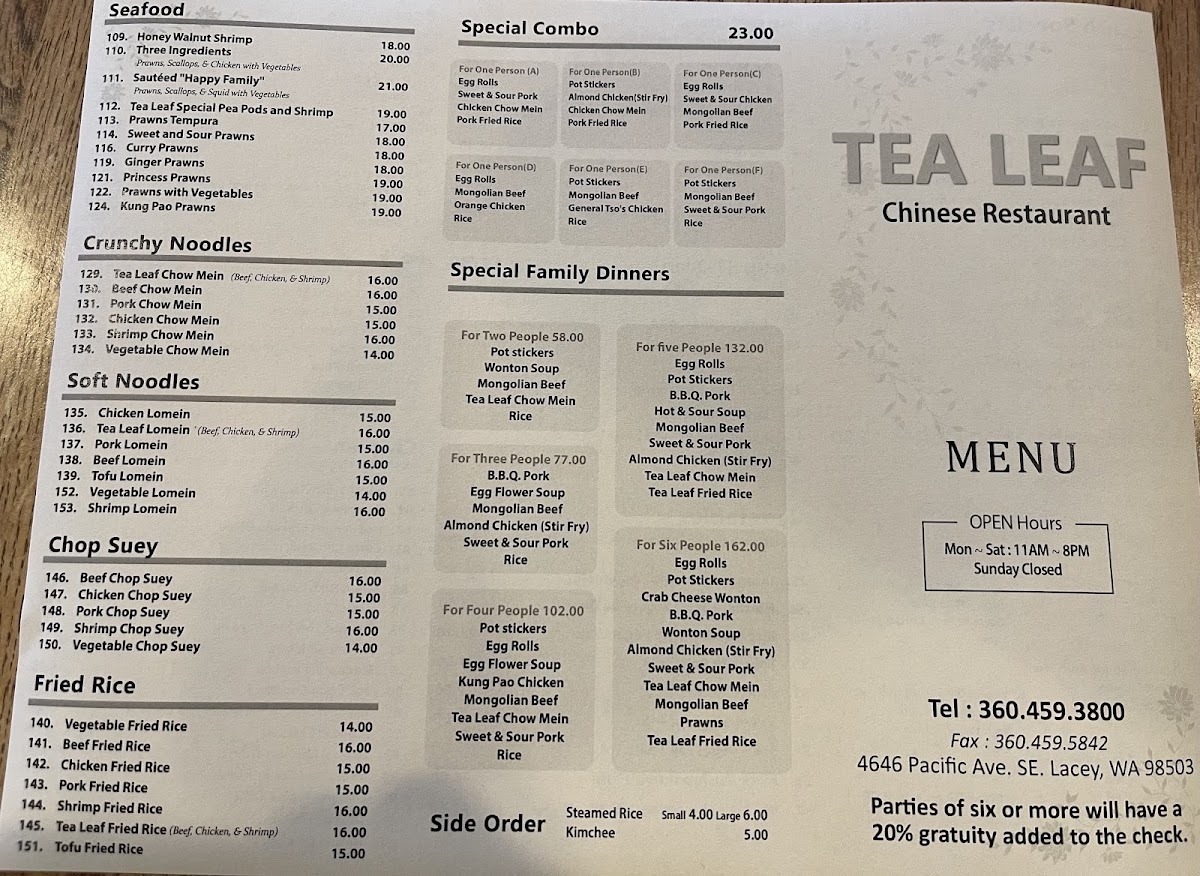 Seafood
109. Honey Walnut Shrimp 18.00
110. Three Ingredients 20.00
Prawns, Scallops, & Chicken with Vegetables
111. Sautéed "Happy Family" 21.00
Prawns, Scallops, & Squid with Vegetables
112. Tea Leaf Special Pea Pods and Shrimp 19.00
113. Prawns Tempura 17.00
114. Sweet and Sour Prawns 18.00
116. Curry Prawns 18.00
119. Ginger Prawns 18.00
121. Princess Prawns 19.00
122. Prawns with Vegetables 19.00
124. Kung Pao Prawns 19.00
Crunchy Noodles
129. Tea Leaf Chow Mein (Beef, Chicken, & Shrimp) 16.00
130. Beef Chow Mein 16.00
131. Pork Chow Mein 15.00
132. Chicken Chow Mein 15.00
133. Shrimp Chow Mein 16.00
134. Vegetable Chow Mein 14.00
Soft Noodles
135. Chicken Lomein 15.00
136. Tea Leaf Lomein (Beef, Chicken, & Shrimp) 16.00
137. Pork Lomein 15.00
138. Beef Lomein 16.00
139. Tofu Lomein 15.00
152. Vegetable Lomein 14.00
153. Shrimp Lomein 16.00
Chop Suey
146. Beef Chop Suey 16.00
147. Chicken Chop Suey 15.00
148. Pork Chop Suey 15.00
149. Shrimp Chop Suey 16.00
150. Vegetable Chop Suey 14.00
Fried Rice
140. Vegetable Fried Rice 14.00
141. Beef Fried Rice 16.00
142. Chicken Fried Rice 15.00
143. Pork Fried Rice 15.00
144. Shrimp Fried Rice 16.00
145. Tea Leaf Fried Rice (Beef, Chicken, & Shrimp) 16.00
151. Tofu Fried Rice 15.00
Special Combo 23.00
For One Person (A)
Egg Rolls
Sweet & Sour Pork
Chicken Chow Mein
Pork Fried Rice
For One Person(B)
Pot Stickers
Almond Chicken(Stir Fry)
Chicken Chow Mein
Pork Fried Rice
For One Person(C)
Egg Rolls
Sweet & Sour Chicken
Mongolian Beef
Pork Fried Rice
For One Person(D)
Egg Rolls
Mongolian Beef
Orange Chicken
Rice
For One Person(E)
Pot Stickers
Mongolian Beef
General Tso's Chicken
Rice
For One Person(F)
Pot Stickers
Mongolian Beef
Sweet & Sour Pork
Rice
Special Family Dinners
For Two People 58.00
Pot stickers
Wonton Soup
Mongolian Beef
Tea Leaf Chow Mein
Rice
For Three People 77.00
B.B.Q. Pork
Egg Flower Soup
Mongolian Beef
Almond Chicken (Stir Fry)
Sweet & Sour Pork
Rice
For Four People 102.00
Pot stickers
Egg Rolls
Egg Flower Soup
Kung Pao Chicken
Mongolian Beef
Tea Leaf Chow Mein
Sweet & Sour Pork
Rice
For five People 132.00
Egg Rolls
Pot Stickers
B.B.Q. Pork
Hot & Sour Soup
Mongolian Beef
Sweet & Sour Pork
Almond Chicken (Stir Fry)
Tea Leaf Chow Mein
Tea Leaf Fried Rice
For Six People 162.00
Egg Rolls
Pot Stickers
Crab Cheese Wonton
B.B.Q. Pork
Wonton Soup
Almond Chicken (Stir Fry)
Sweet & Sour Pork
Tea Leaf Chow Mein
Mongolian Beef
Prawns
Tea Leaf Fried Rice
Side Order
Steamed Rice Small 4.00 Large 6.00
Kimchee 5.00
TEA LEAF
Chinese Restaurant
MENU
OPEN Hours
Mon ~ Sat : 11AM ~ 8PM
Sunday Closed
Tel : 360.459.3800
Fax : 360.459.5842
4646 Pacific Ave. SE. Lacey, WA 98503
Parties of six or more will have a
20% gratuity added to the check.